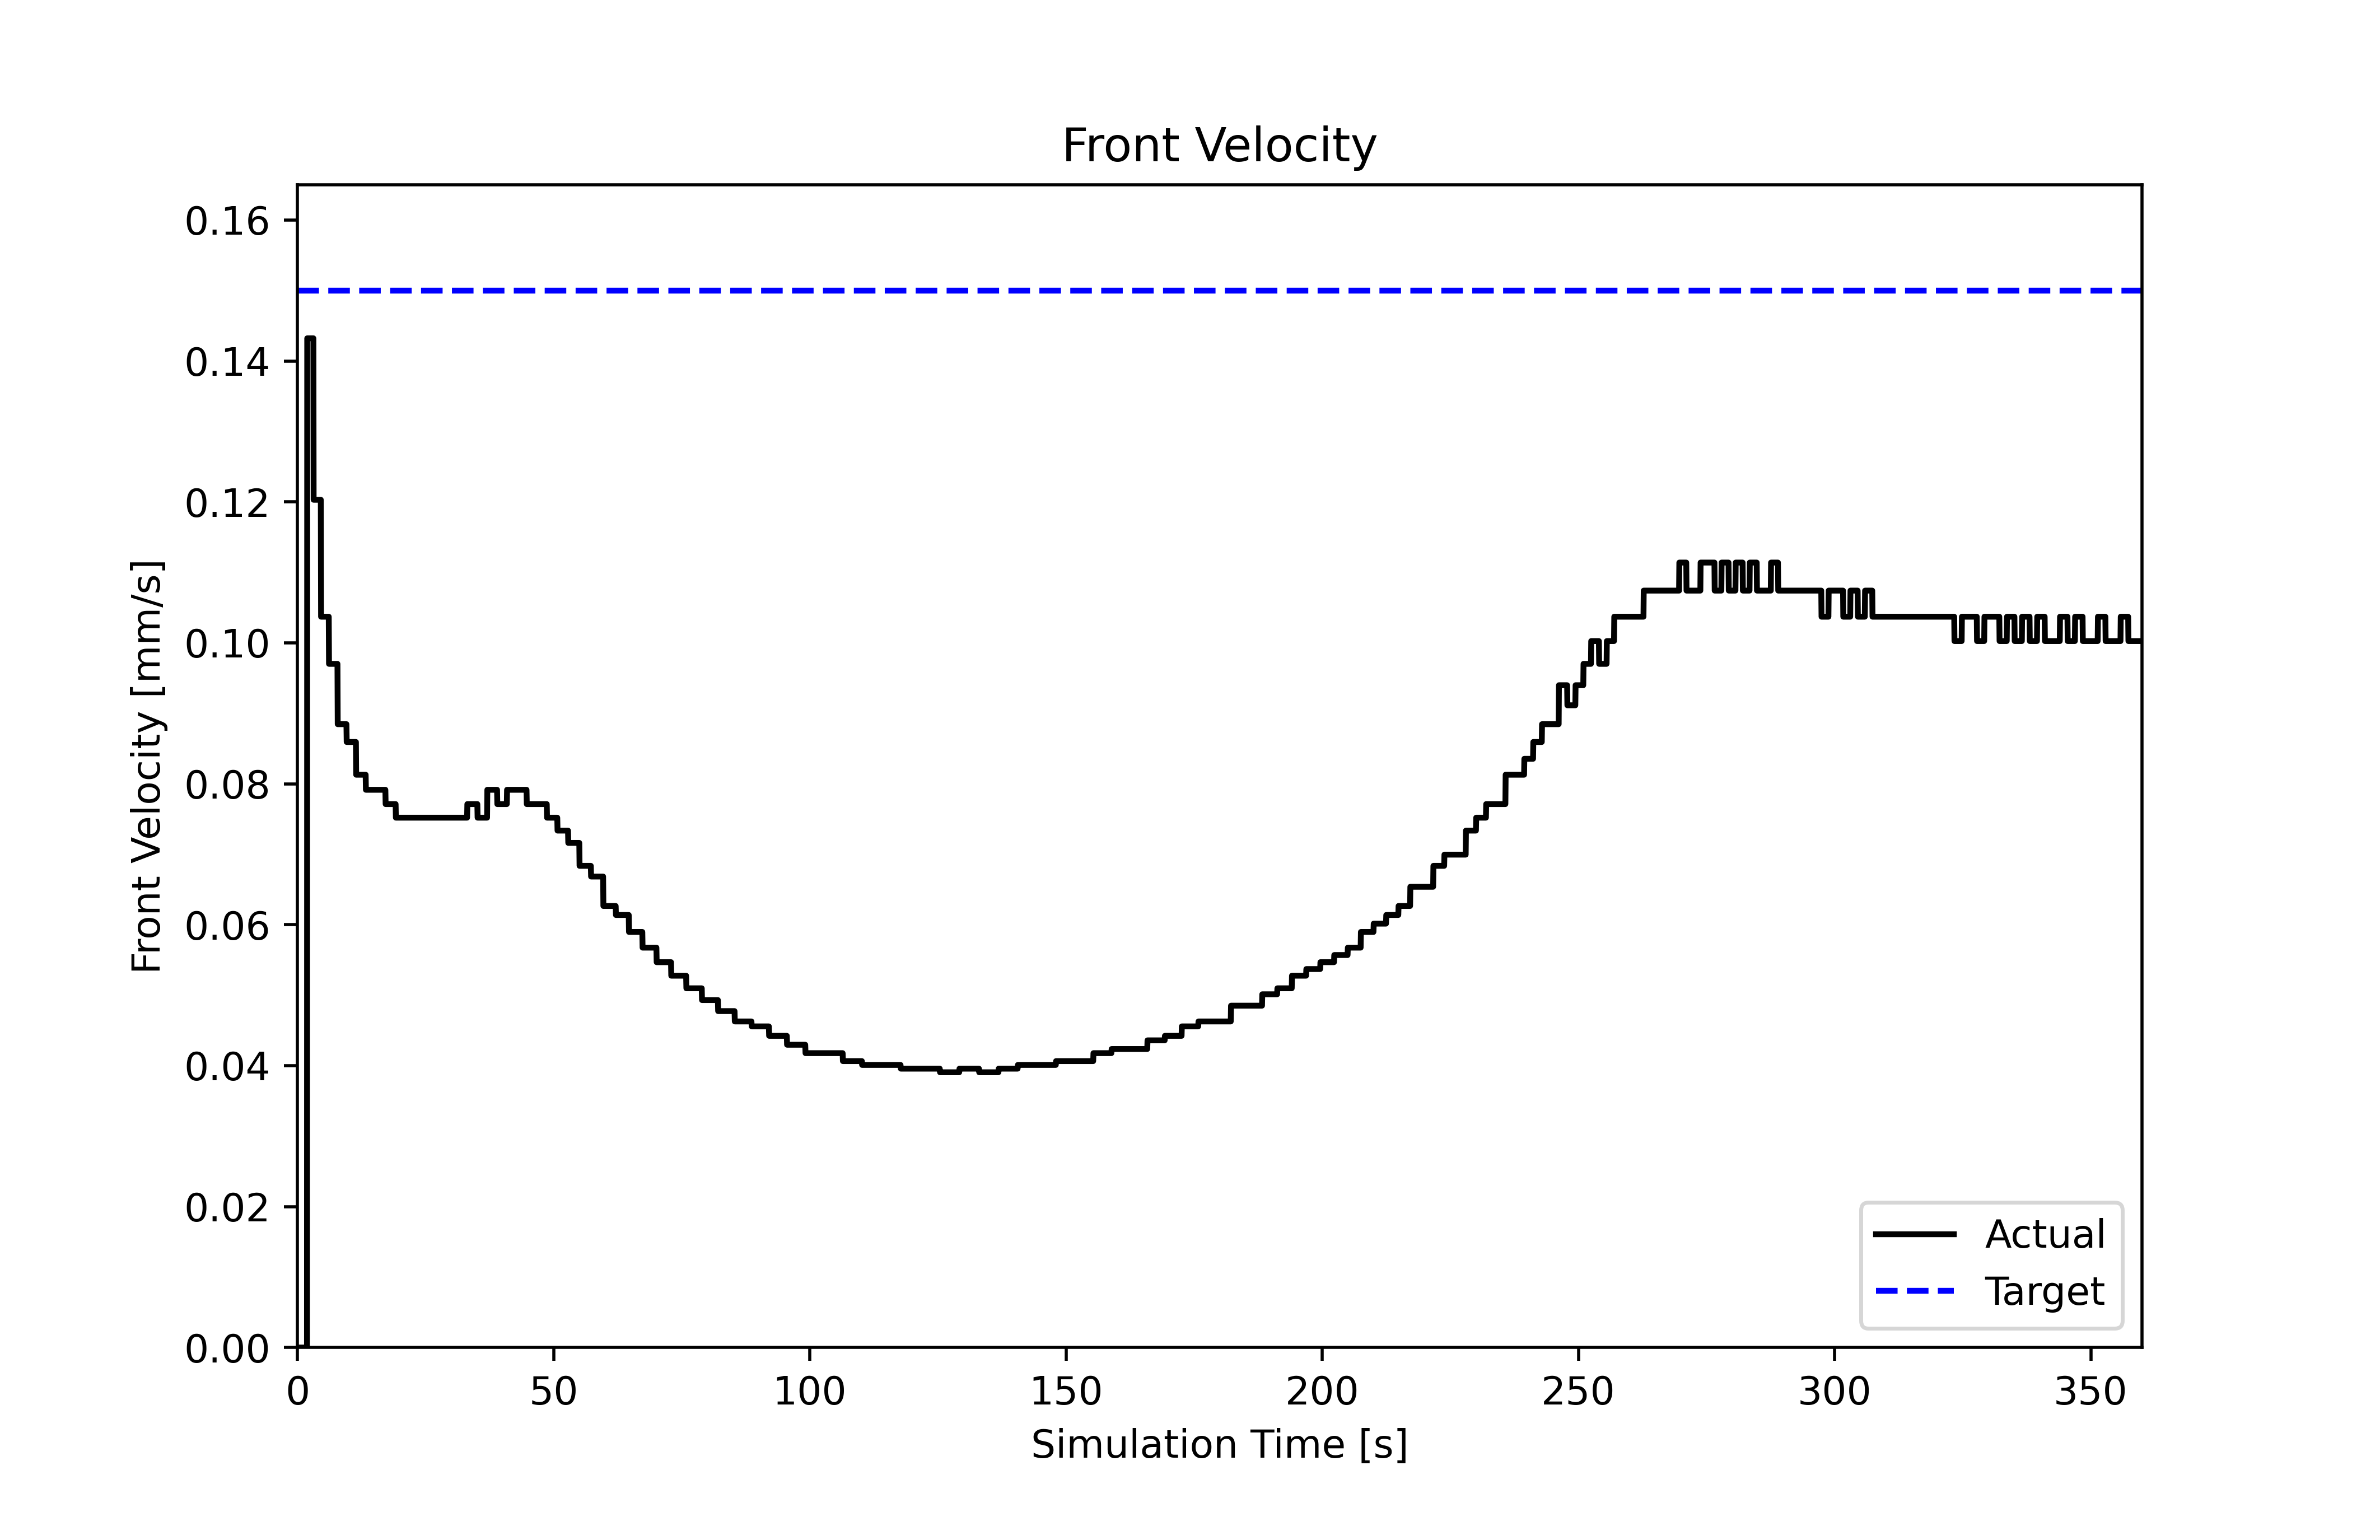 Front Velocity
Front Velocity [mm/s]
0.16
0.14
0.12
0.10
0.08
0.06
0.04
0.02
0.00
0 50 100 150 200 250 300 350
Simulation Time [s]
Actual
Target